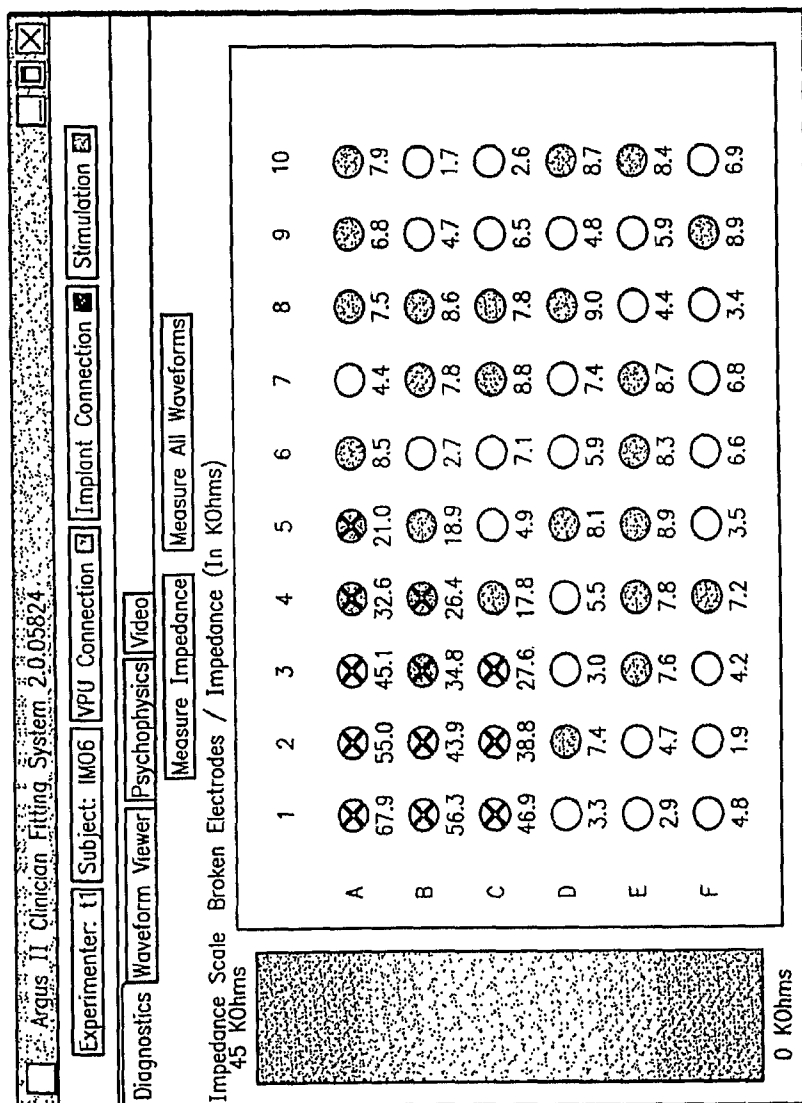 Argus II Clinician Fitting System 2.0.05824
Experimenter: t1 Subject: IMO6 VPU Connection Implant Connection Stimulation
Diagnostics Waveform Viewer Psychophysics Video
Measure Impedance Measure All Waveforms
Impedance Scale Broken Electrodes / Impedance (In KOhms)
45 KOhms
1 2 3 4 5 6 7 8 9 10
A
67.9 55.0 45.1 32.6 21.0 8.5 4.4 7.5 6.8 7.9
B
56.3 43.9 34.8 26.4 18.9 2.7 7.8 8.6 4.7 1.7
C
46.9 38.8 27.6 17.8 4.9 7.1 8.8 7.8 6.5 2.6
D
3.3 7.4 3.0 5.5 8.1 5.9 7.4 9.0 4.8 8.7
E
2.9 4.7 7.6 7.8 8.9 8.3 8.7 4.4 5.9 8.4
F
4.8 1.9 4.2 7.2 3.5 6.6 6.8 3.4 8.9 6.9
0 KOhms